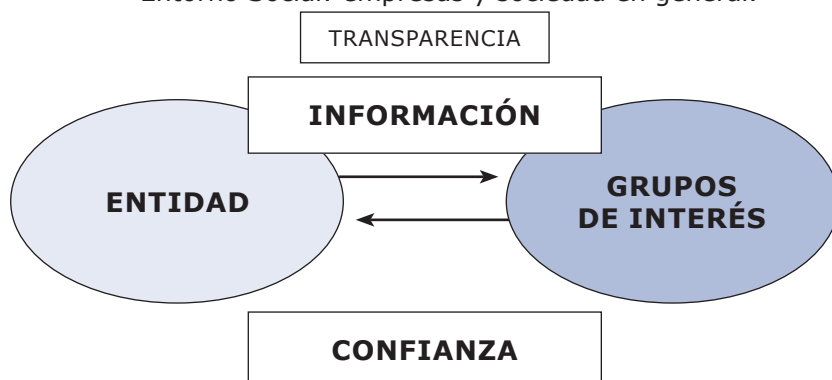 Entorno Social: empresas y sociedad en general.
TRANSPARENCIA
INFORMACIÓN
ENTIDAD
GRUPOS
DE INTERÉS
CONFIANZA